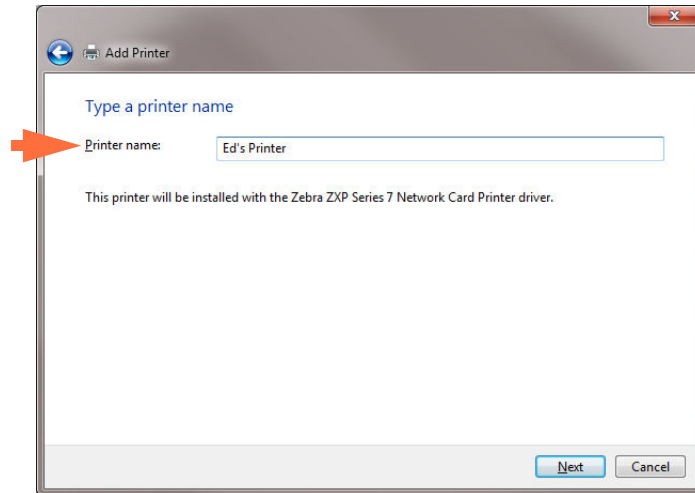 Add Printer
Type a printer name
Printer name:
Ed's Printer
This printer will be installed with the Zebra ZXP Series 7 Network Card Printer driver.
Next
Cancel